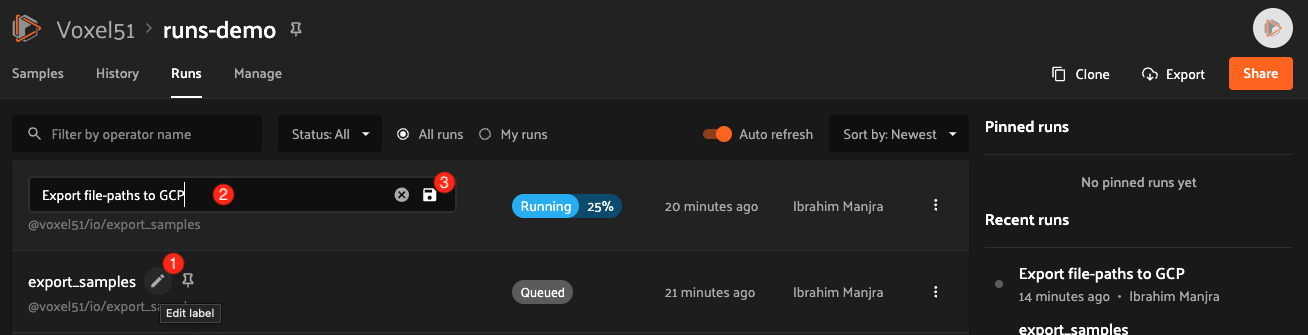 Voxel51 > runs-demo
Samples History Runs Manage
Clone Export Share
Filter by operator name Status: All All runs My runs Auto refresh Sort by: Newest
Export file-paths to GCP 2 3
@voxel51/io/export_samples
Running 25% 20 minutes ago Ibrahim Manjra
export_samples 1
@voxel51/io/export_sa
Edit label
Queued 21 minutes ago Ibrahim Manjra
Pinned runs
No pinned runs yet
Recent runs
Export file-paths to GCP
14 minutes ago • Ibrahim Manjra
export_samples